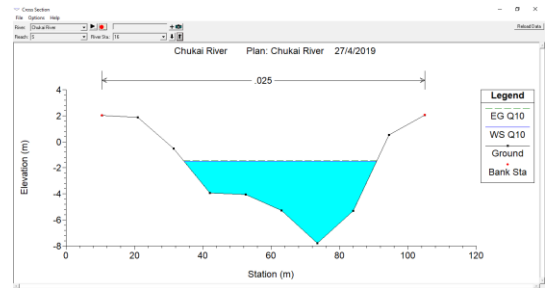 Cross Section
File Options Help
River: Chukai River
Reload Data
Reach: 0 River Sta.: 16
Chukai River Plan: Chukai River 27/4/2019
.025
Legend
EG Q10
WS Q10
Ground
Bank Sta
Elevation (m)
4
2
0
-2
-4
-6
-8
0 20 40 60 80 100 120
Station (m)